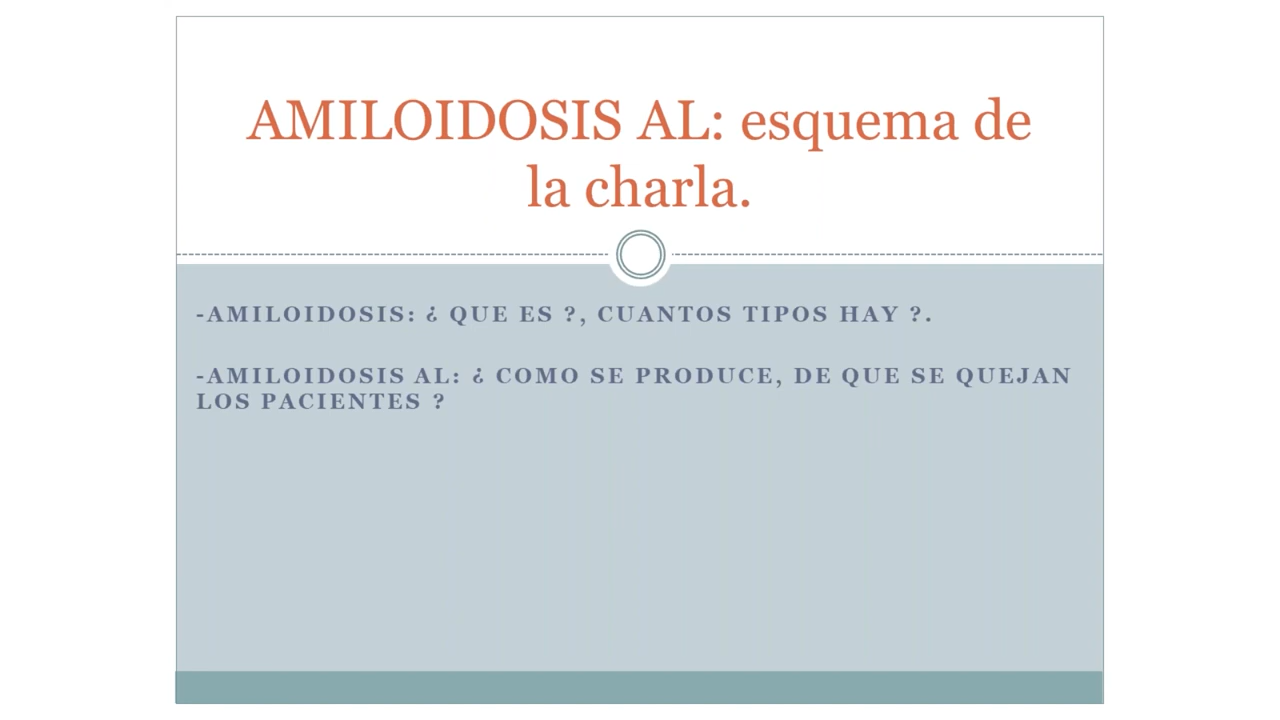 AMILOIDOSIS AL: esquema de
la charla.
-AMILOIDOSIS: ¿ QUE ES ?, CUANTOS TIPOS HAY ?.
-AMILOIDOSIS AL: ¿ COMO SE PRODUCE, DE QUE SE QUEJAN
LOS PACIENTES ?